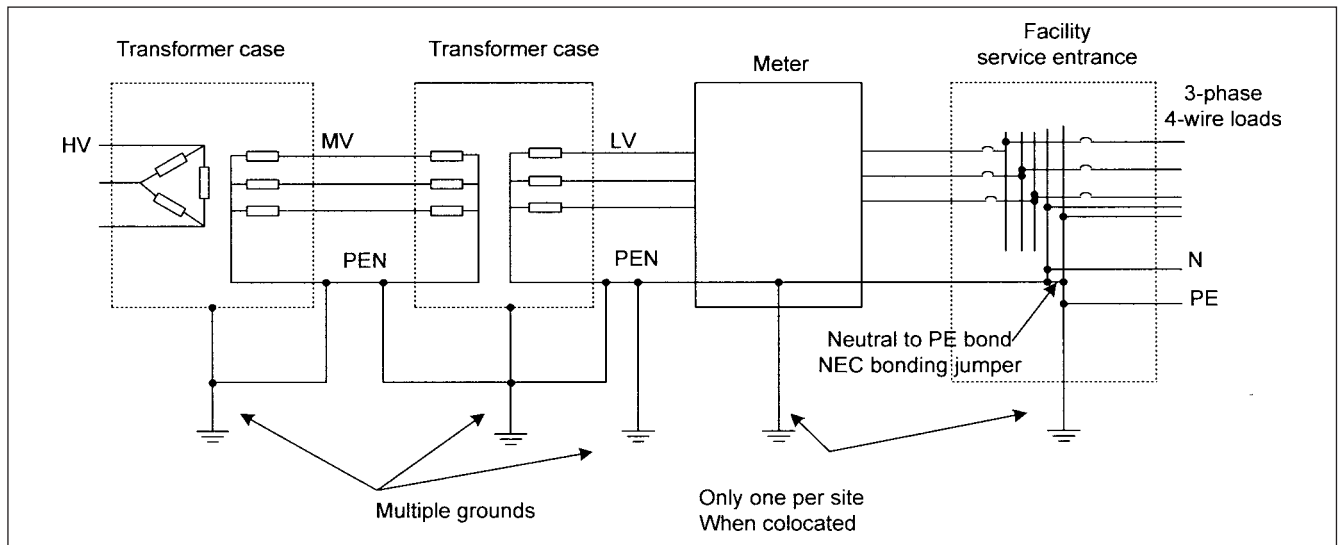 Transformer case
Transformer case
Meter
Facility
service entrance
3-phase
4-wire loads
HV
MV
LV
PEN
PEN
N
PE
Neutral to PE bond
NEC bonding jumper
Multiple grounds
Only one per site
When colocated